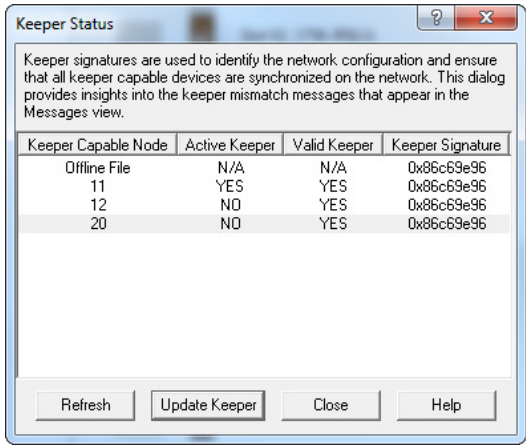 Keeper Status
?
Keeper signatures are used to identify the network configuration and ensure
that all keeper capable devices are synchronized on the network. This dialog
provides insights into the keeper mismatch messages that appear in the
Messages view.
Keeper Capable Node Active Keeper Valid Keeper Keeper Signature
Offline File N/A N/A 0x86c69e96
11 YES YES 0x86c69e96
12 NO YES 0x86c69e96
20 NO YES 0x86c69e96
Refresh Update Keeper Close Help